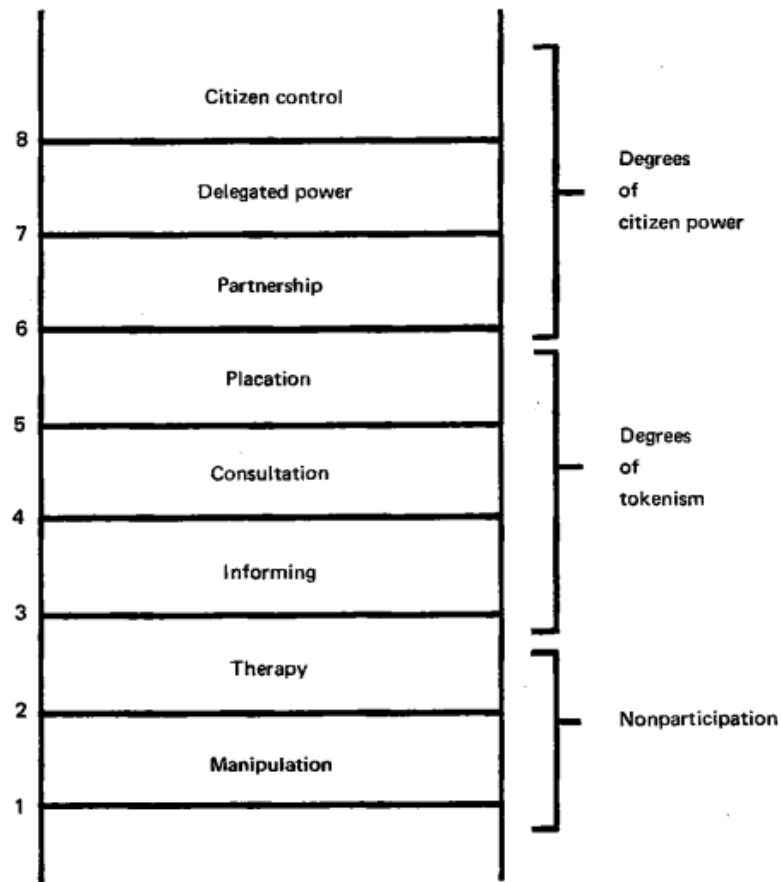 Citizen control
8
Delegated power
7
Partnership
6
Placation
5
Consultation
4
Informing
3
Therapy
2
Manipulation
1
Degrees
of
citizen power
Degrees
of
tokenism
Nonparticipation